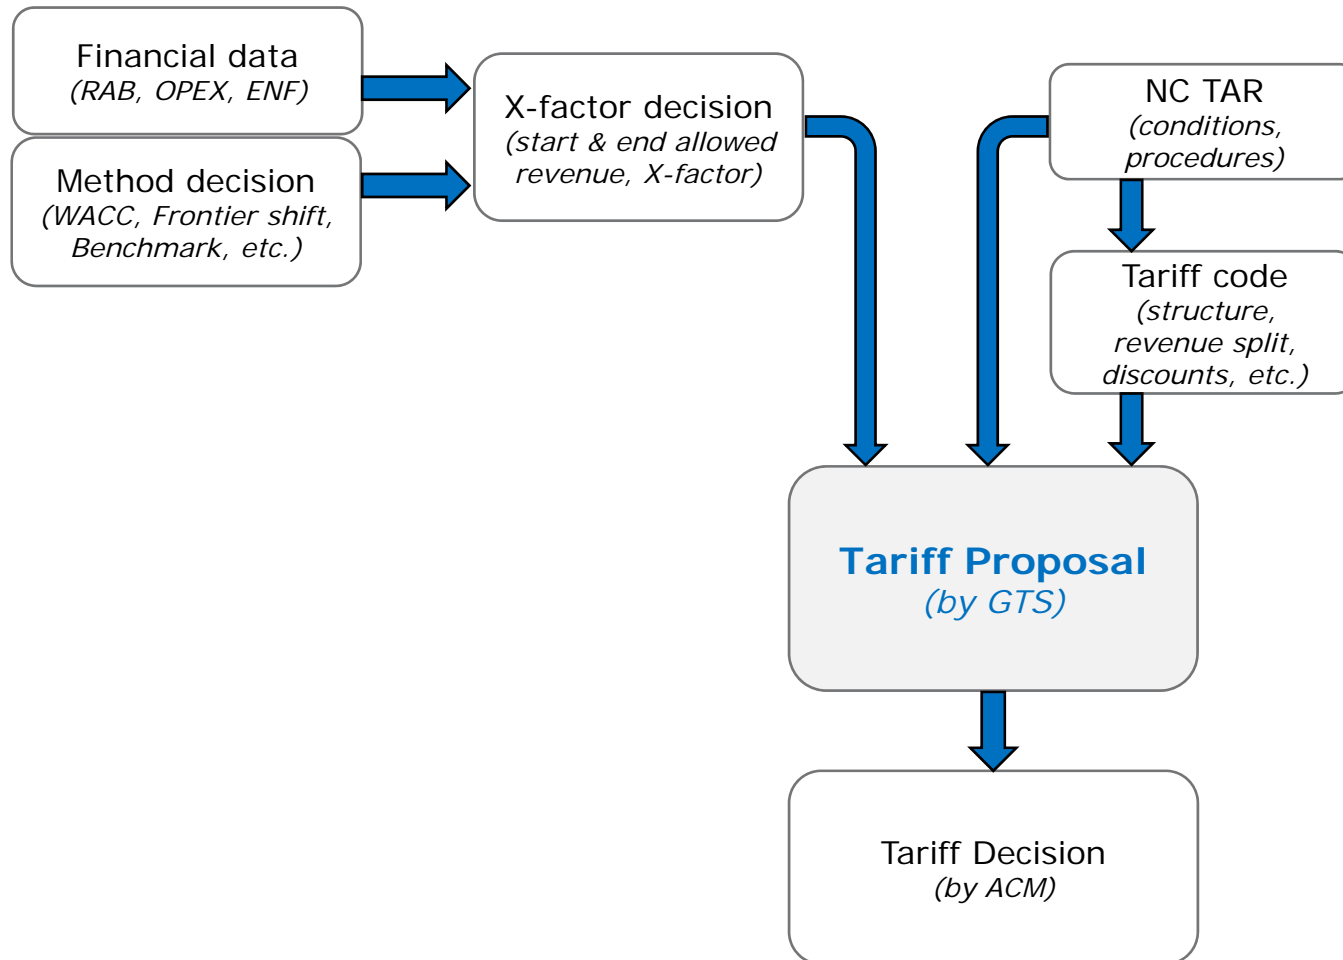 Financial data
(RAB, OPEX, ENF)
Method decision
(WACC, Frontier shift,
Benchmark, etc.)
X-factor decision
(start & end allowed
revenue, X-factor)
NC TAR
(conditions,
procedures)
Tariff code
(structure,
revenue split,
discounts, etc.)
Tariff Proposal
(by GTS)
Tariff Decision
(by ACM)